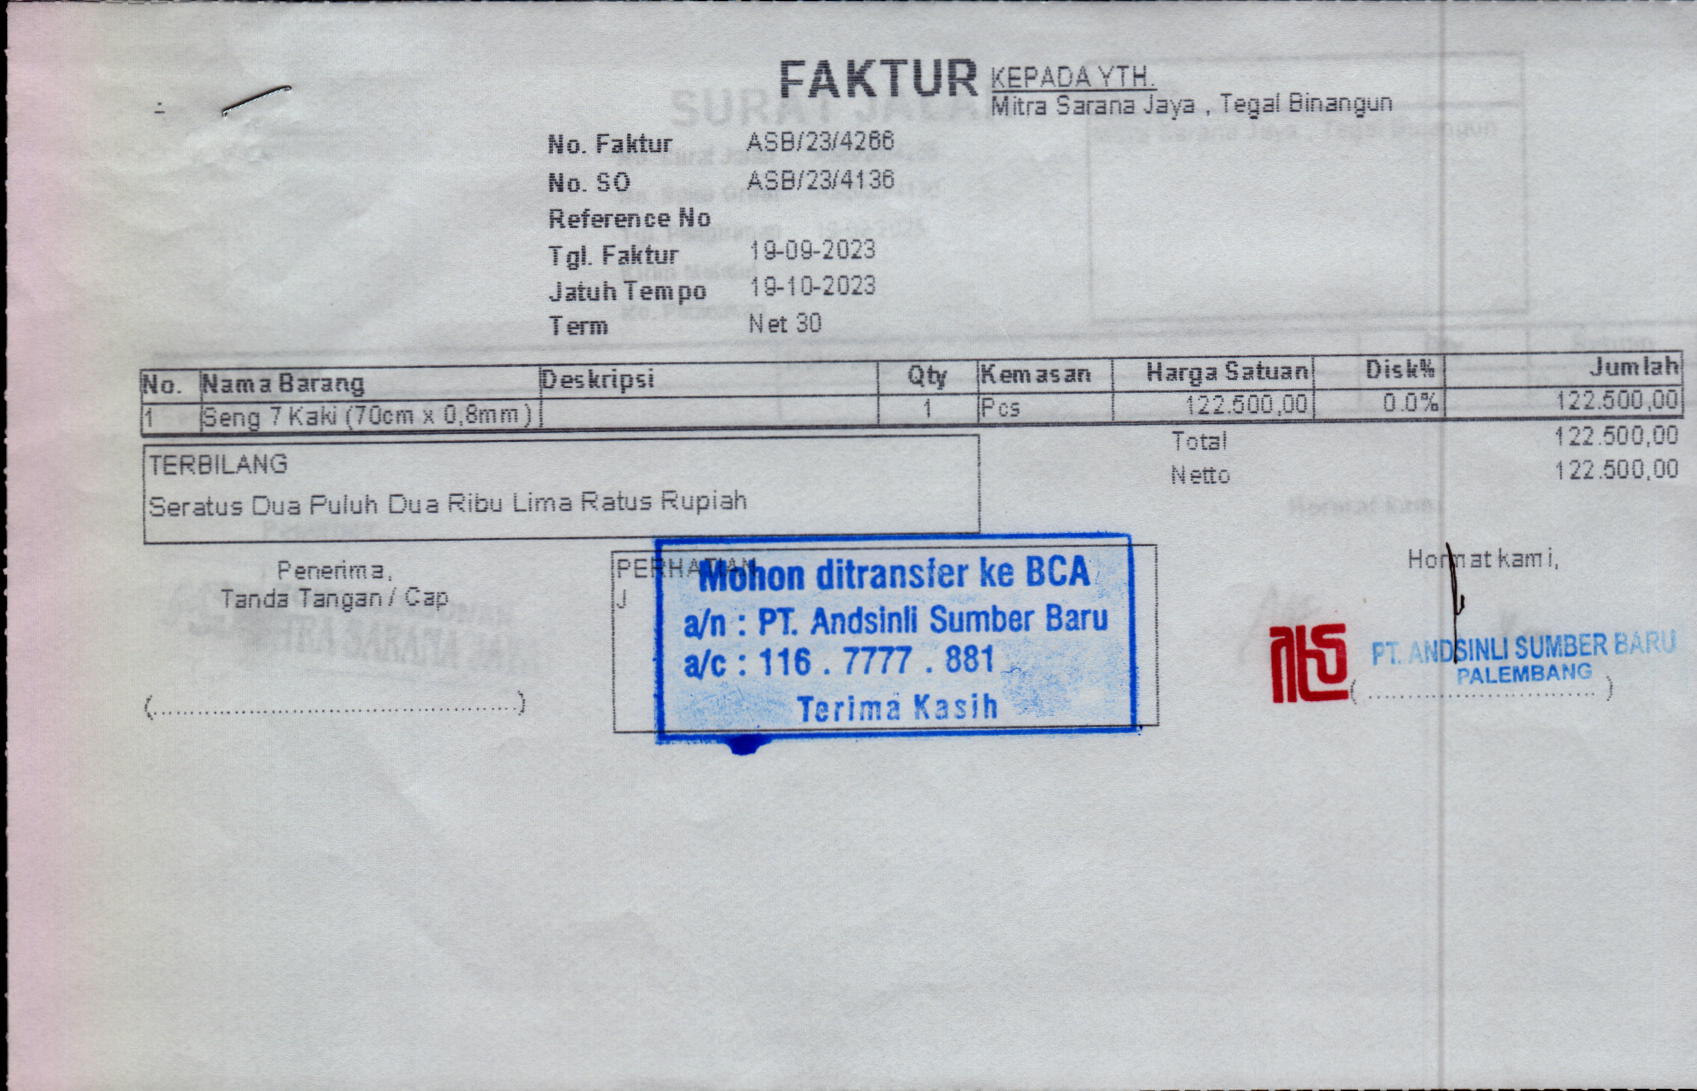 FAKTUR
KEPADA YTH.
Mitra Sarana Jaya , Tegal Binangun
No. Faktur ASB/23/4266
No. SO ASB/23/4136
Reference No
Tgl. Faktur 19-09-2023
Jatuh Tempo 19-10-2023
Term Net 30
No. Nama Barang Deskripsi Qty Kemasan Harga Satuan Disk% Jumlah
1 Seng 7 Kaki (70cm x 0,8mm) 1 Pcs 122.500,00 0.0% 122.500,00
Total 122.500,00
Netto 122.500,00
TERBILANG
Seratus Dua Puluh Dua Ribu Lima Ratus Rupiah
Penerima,
Tanda Tangan / Cap
(..................................................)
PERHATIAN
J
Mohon ditransfer ke BCA
a/n : PT. Andsinli Sumber Baru
a/c : 116 . 7777 . 881
Terima Kasih
Hormat kami,
PT. ANDSINLI SUMBER BARU
PALEMBANG
(................................)